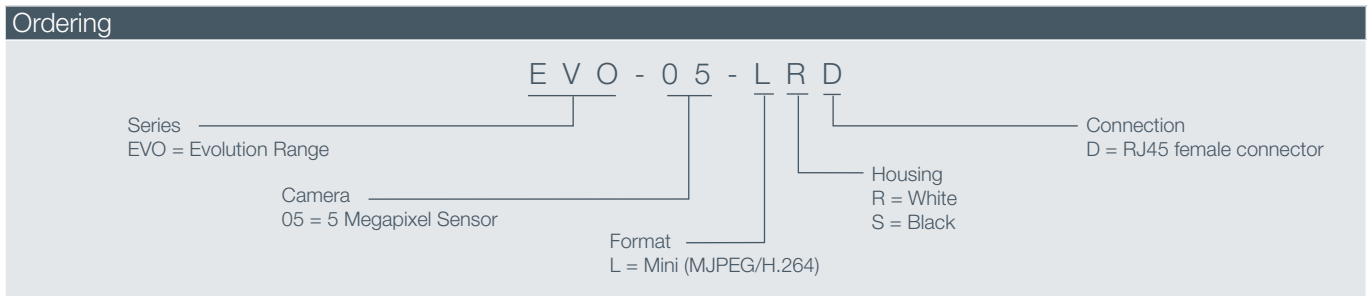 Ordering
E V O - 0 5 - L R D
Series
EVO = Evolution Range
Connection
D = RJ45 female connector
Housing
R = White
S = Black
Camera
05 = 5 Megapixel Sensor
Format
L = Mini (MJPEG/H.264)